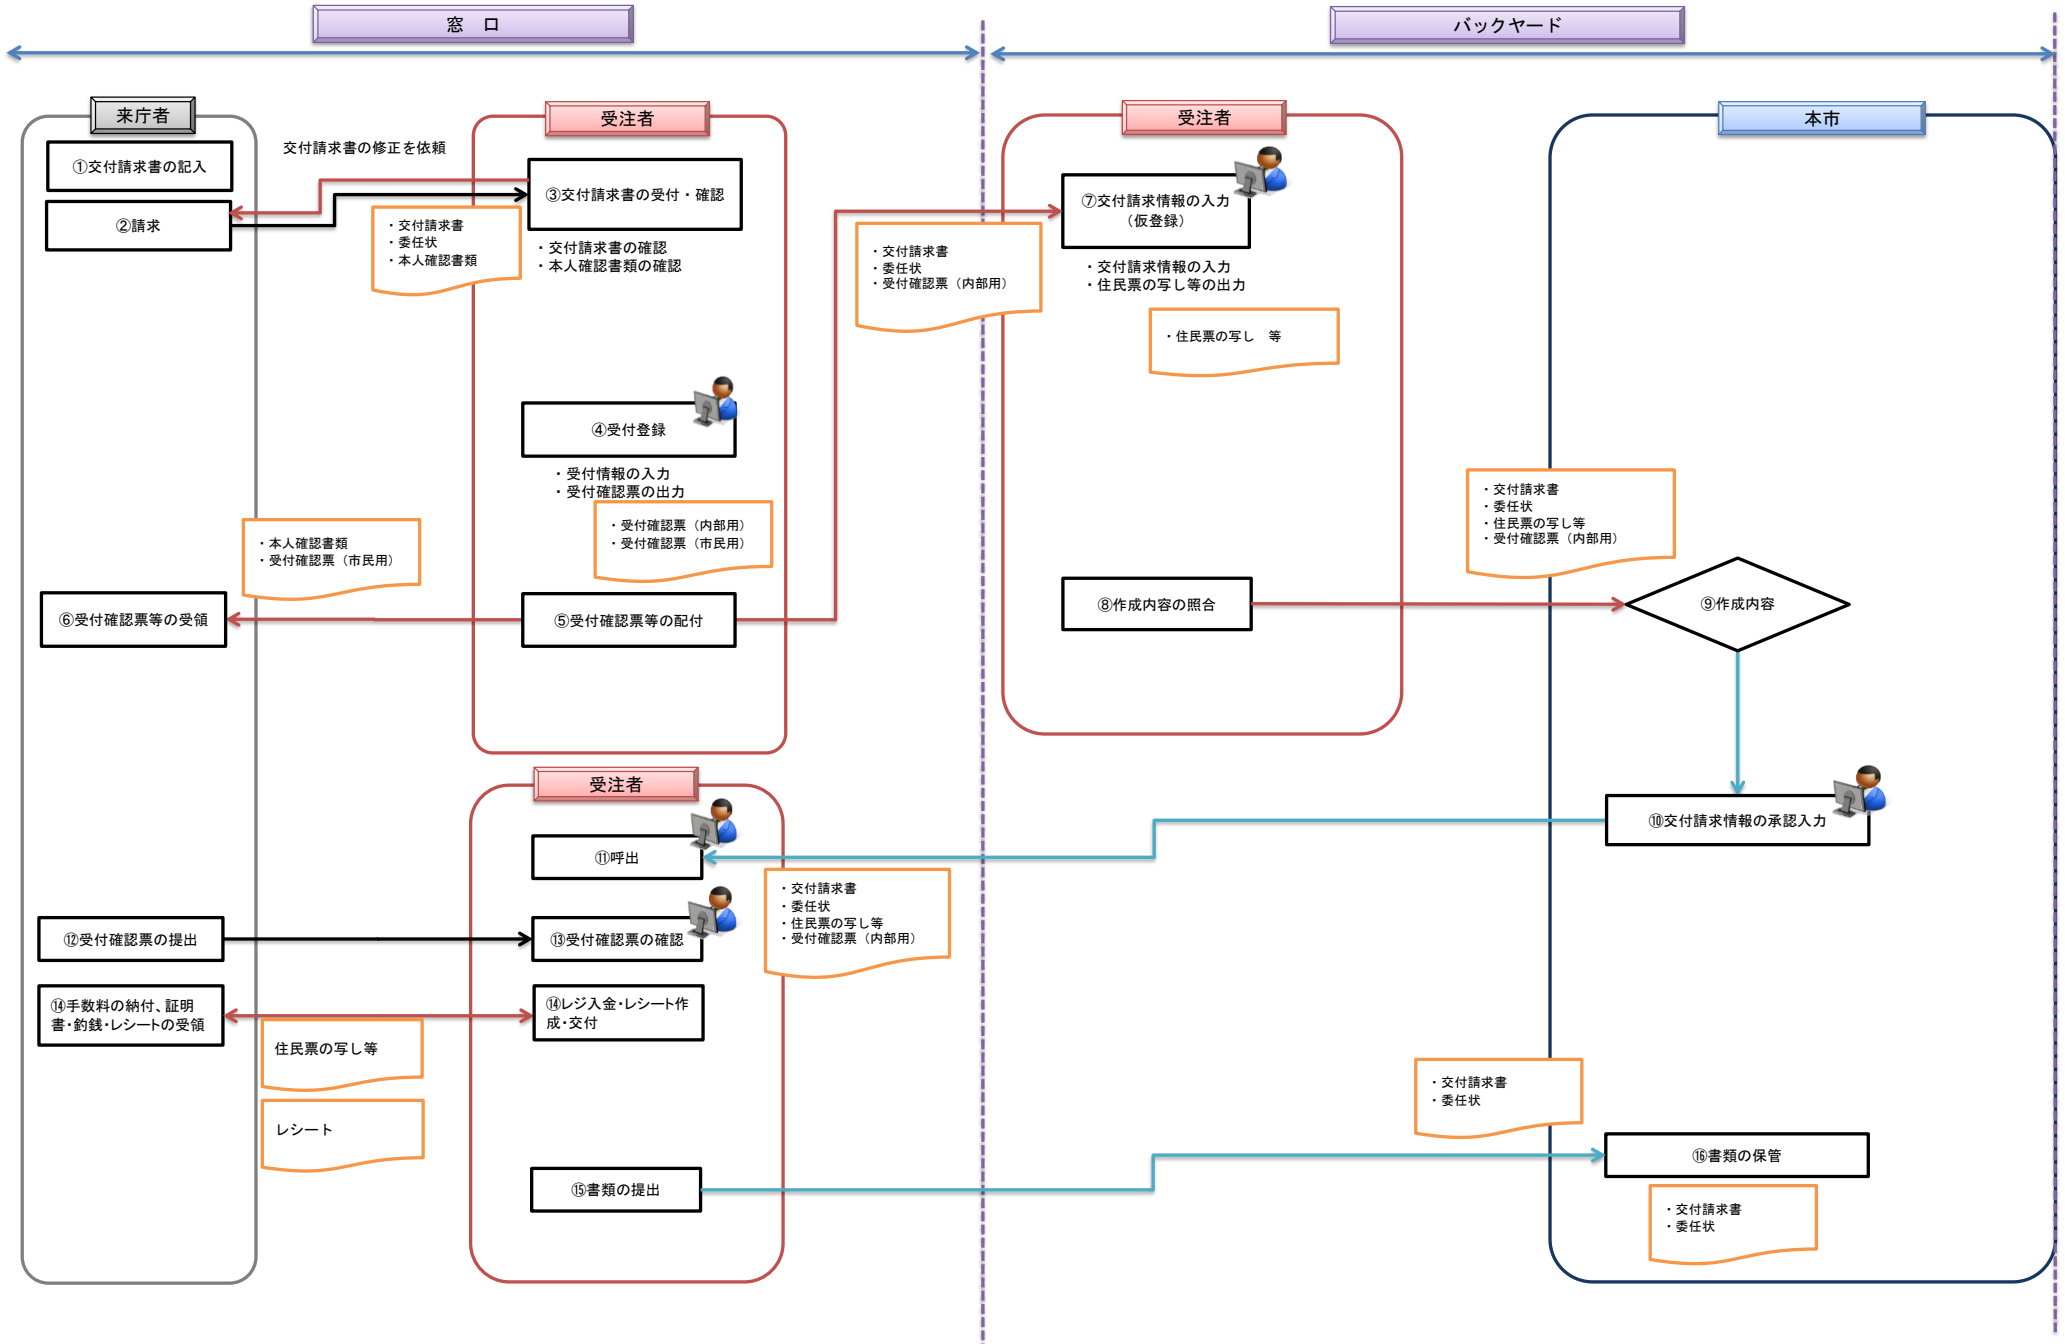 窓　口
バックヤード
来庁者
受注者
受注者
本市
①交付請求書の記入
②請求
交付請求書の修正を依頼
③交付請求書の受付・確認
・交付請求書
・委任状
・本人確認書類
・交付請求書の確認
・本人確認書類の確認
・交付請求書
・委任状
・受付確認票（内部用）
⑦交付請求情報の入力
（仮登録）
・交付請求情報の入力
・住民票の写し等の出力
・住民票の写し　等
④受付登録
・受付情報の入力
・受付確認票の出力
・受付確認票（内部用）
・受付確認票（市民用）
・本人確認書類
・受付確認票（市民用）
⑥受付確認票等の受領
⑤受付確認票等の配付
⑧作成内容の照合
・交付請求書
・委任状
・住民票の写し等
・受付確認票（内部用）
⑨作成内容
受注者
⑩交付請求情報の承認入力
⑪呼出
・交付請求書
・委任状
・住民票の写し等
・受付確認票（内部用）
⑫受付確認票の提出
⑬受付確認票の確認
⑭手数料の納付、証明
書・釣銭・レシートの受領
⑭レジ入金・レシート作
成・交付
住民票の写し等
レシート
⑮書類の提出
・交付請求書
・委任状
⑯書類の保管
・交付請求書
・委任状